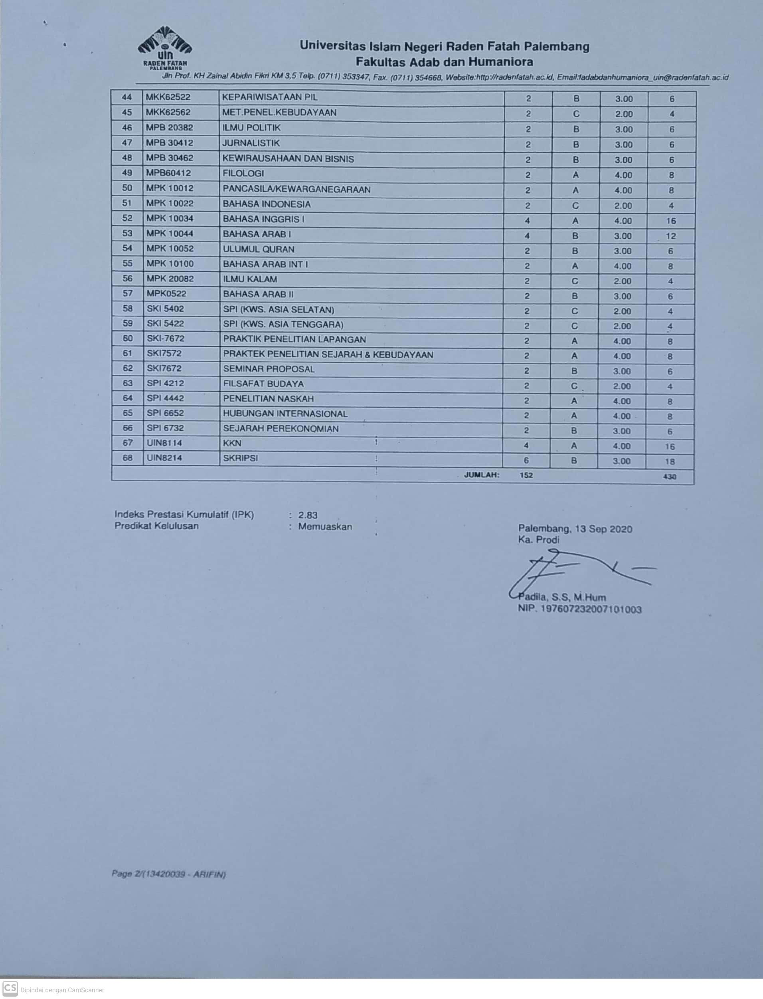 uin
RADEN FATAH
PALEMBANG
Universitas Islam Negeri Raden Fatah Palembang
Fakultas Adab dan Humaniora
Jln Prof. KH Zainal Abidin Fikri KM 3,5 Telp. (0711) 353347, Fax. (0711) 354668, Website:http://radenfatah.ac.id, Email:fadabdanhumaniora_uin@radenfatah.ac.id
44 MKK62522 KEPARIWISATAAN PIL 2 B 3.00 6
45 MKK62562 MET.PENEL.KEBUDAYAAN 2 C 2.00 4
46 MPB 20382 ILMU POLITIK 2 B 3.00 6
47 MPB 30412 JURNALISTIK 2 B 3.00 6
48 MPB 30462 KEWIRAUSAHAAN DAN BISNIS 2 B 3.00 6
49 MPB60412 FILOLOGI 2 A 4.00 8
50 MPK 10012 PANCASILA/KEWARGANEGARAAN 2 A 4.00 8
51 MPK 10022 BAHASA INDONESIA 2 C 2.00 4
52 MPK 10034 BAHASA INGGRIS I 4 A 4.00 16
53 MPK 10044 BAHASA ARAB I 4 B 3.00 12
54 MPK 10052 ULUMUL QURAN 2 B 3.00 6
55 MPK 10100 BAHASA ARAB INT I 2 A 4.00 8
56 MPK 20082 ILMU KALAM 2 C 2.00 4
57 MPK0522 BAHASA ARAB II 2 B 3.00 6
58 SKI 5402 SPI (KWS. ASIA SELATAN) 2 C 2.00 4
59 SKI 5422 SPI (KWS. ASIA TENGGARA) 2 C 2.00 4
60 SKI-7672 PRAKTIK PENELITIAN LAPANGAN 2 A 4.00 8
61 SKI7572 PRAKTEK PENELITIAN SEJARAH & KEBUDAYAAN 2 A 4.00 8
62 SKI7672 SEMINAR PROPOSAL 2 B 3.00 6
63 SPI 4212 FILSAFAT BUDAYA 2 C 2.00 4
64 SPI 4442 PENELITIAN NASKAH 2 A 4.00 8
65 SPI 6652 HUBUNGAN INTERNASIONAL 2 A 4.00 8
66 SPI 6732 SEJARAH PEREKONOMIAN 2 B 3.00 6
67 UIN8114 KKN 4 A 4.00 16
68 UIN8214 SKRIPSI 6 B 3.00 18
JUMLAH: 152 430
Indeks Prestasi Kumulatif (IPK) : 2.83
Predikat Kelulusan : Memuaskan
Palembang, 13 Sep 2020
Ka. Prodi
Padila, S.S, M.Hum
NIP. 197607232007101003
Page 2/(13420039 - ARIFIN)
CS Dipindai dengan CamScanner